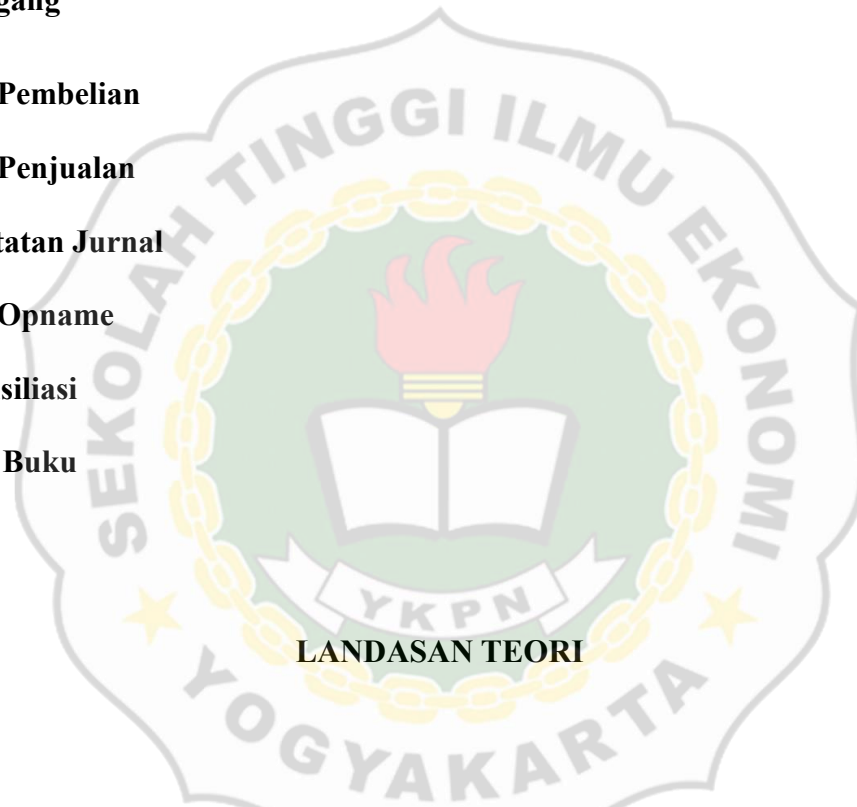 gang
Pembelian
Penjualan
tatan Jurnal
Opname
siliasi
Buku
SEKOLAH TINGGI ILMU EKONOMI
YKPN
LANDASAN TEORI
YOGYAKARTA